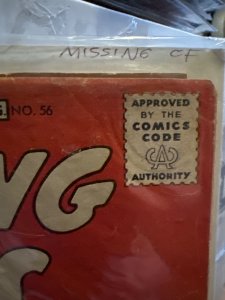 MISSING CF
G. NO. 56
APPROVED
BY THE
COMICS
CODE
CA
AUTHORITY
NG
S